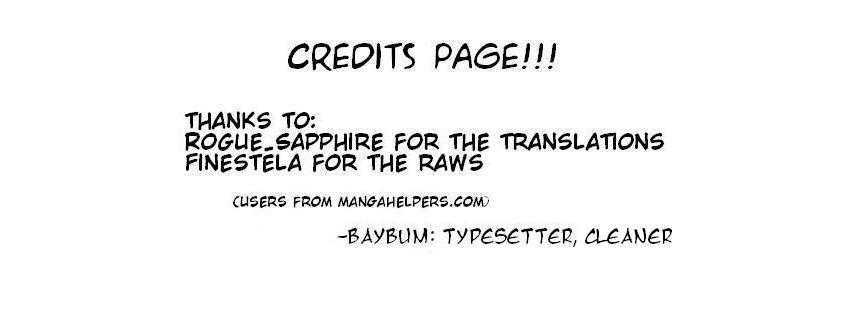 CREDITS PAGE!!!
THANKS TO:
ROGUE_SAPPHIRE FOR THE TRANSLATIONS
FINESTELA FOR THE RAWS
(USERS FROM MANGAHELPERS.COM)
-BAYBUM: TYPESETTER, CLEANER